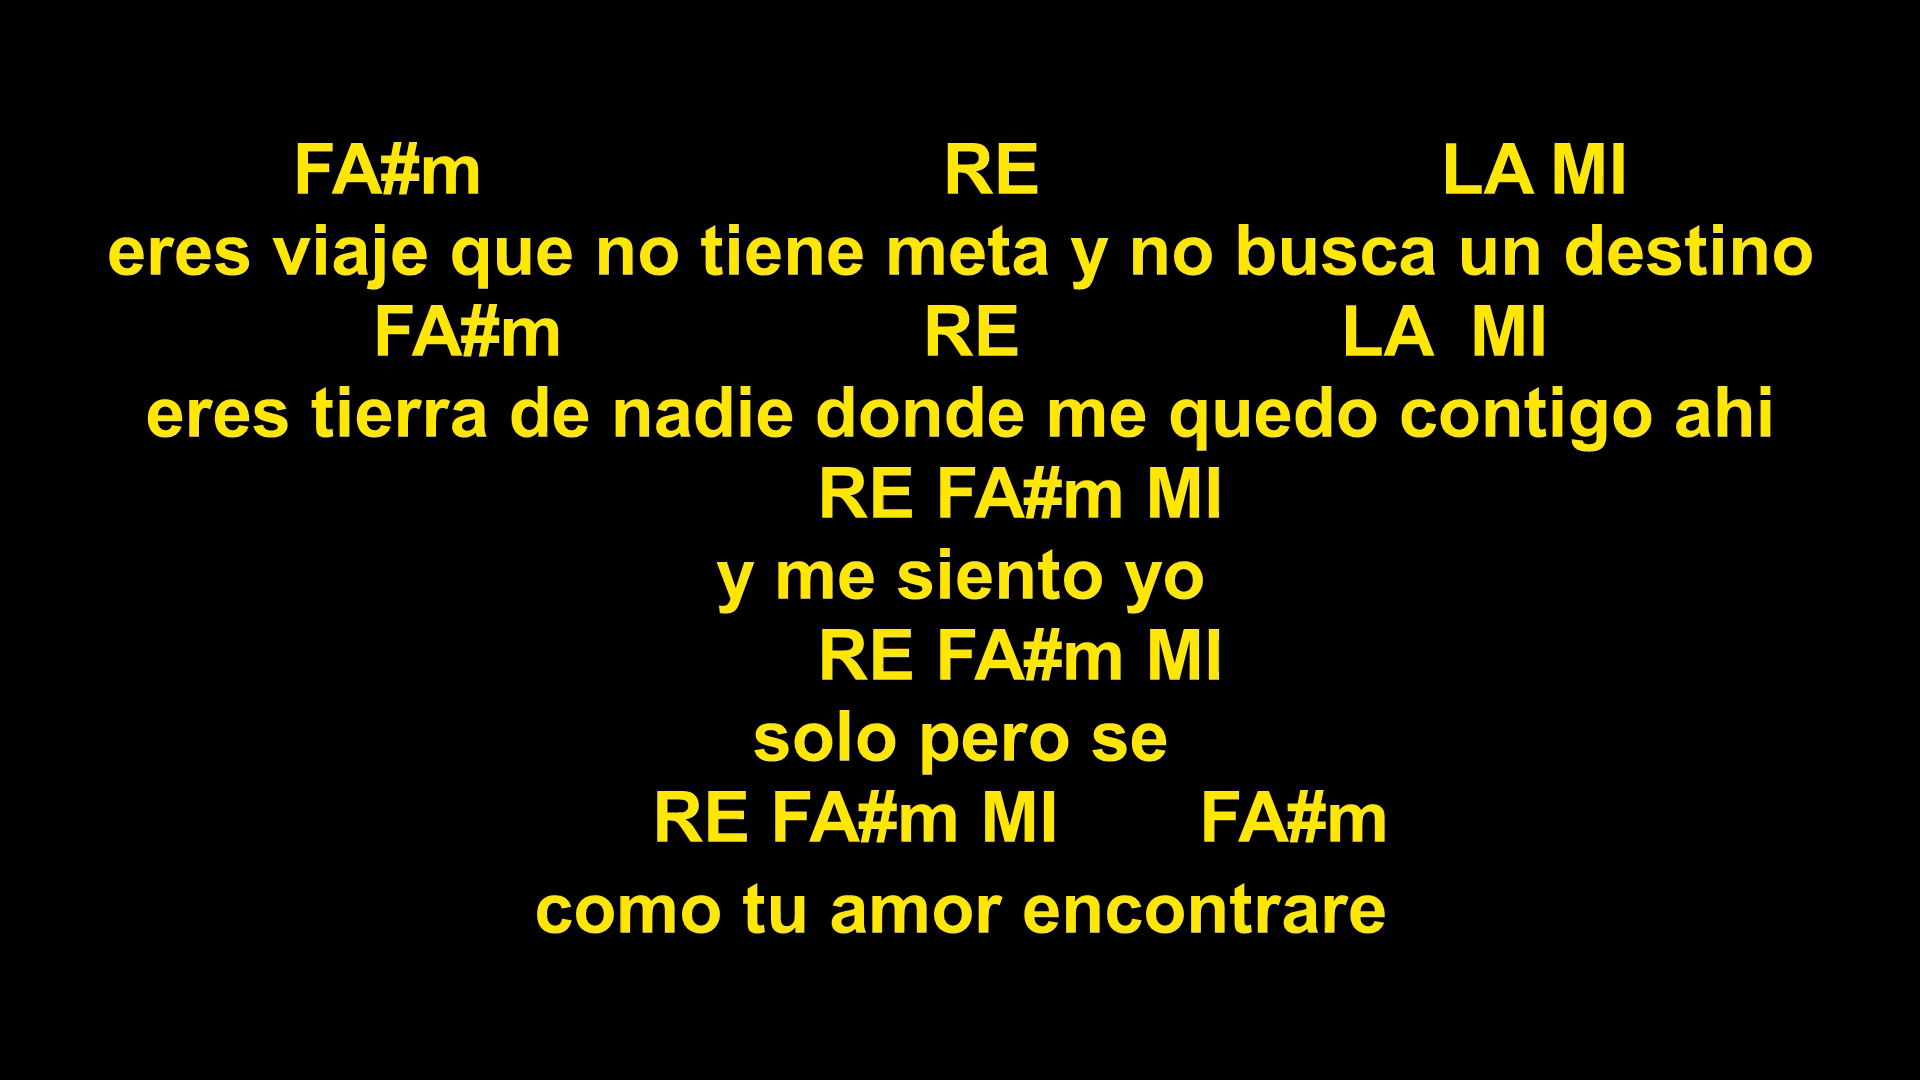 FA#m RE LA MI
eres viaje que no tiene meta y no busca un destino
FA#m RE LA MI
eres tierra de nadie donde me quedo contigo ahi
RE FA#m MI
y me siento yo
RE FA#m MI
solo pero se
RE FA#m MI FA#m
como tu amor encontrare